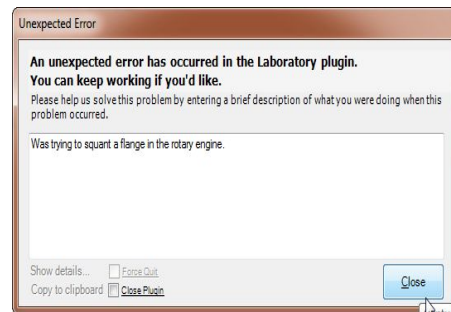 Unexpected Error
An unexpected error has occurred in the Laboratory plugin.
You can keep working if you'd like.
Please help us solve this problem by entering a brief description of what you were doing when this
problem occurred.
Was trying to squant a flange in the rotary engine.
Show details... Force Quit
Copy to clipboard Close Plugin
Close